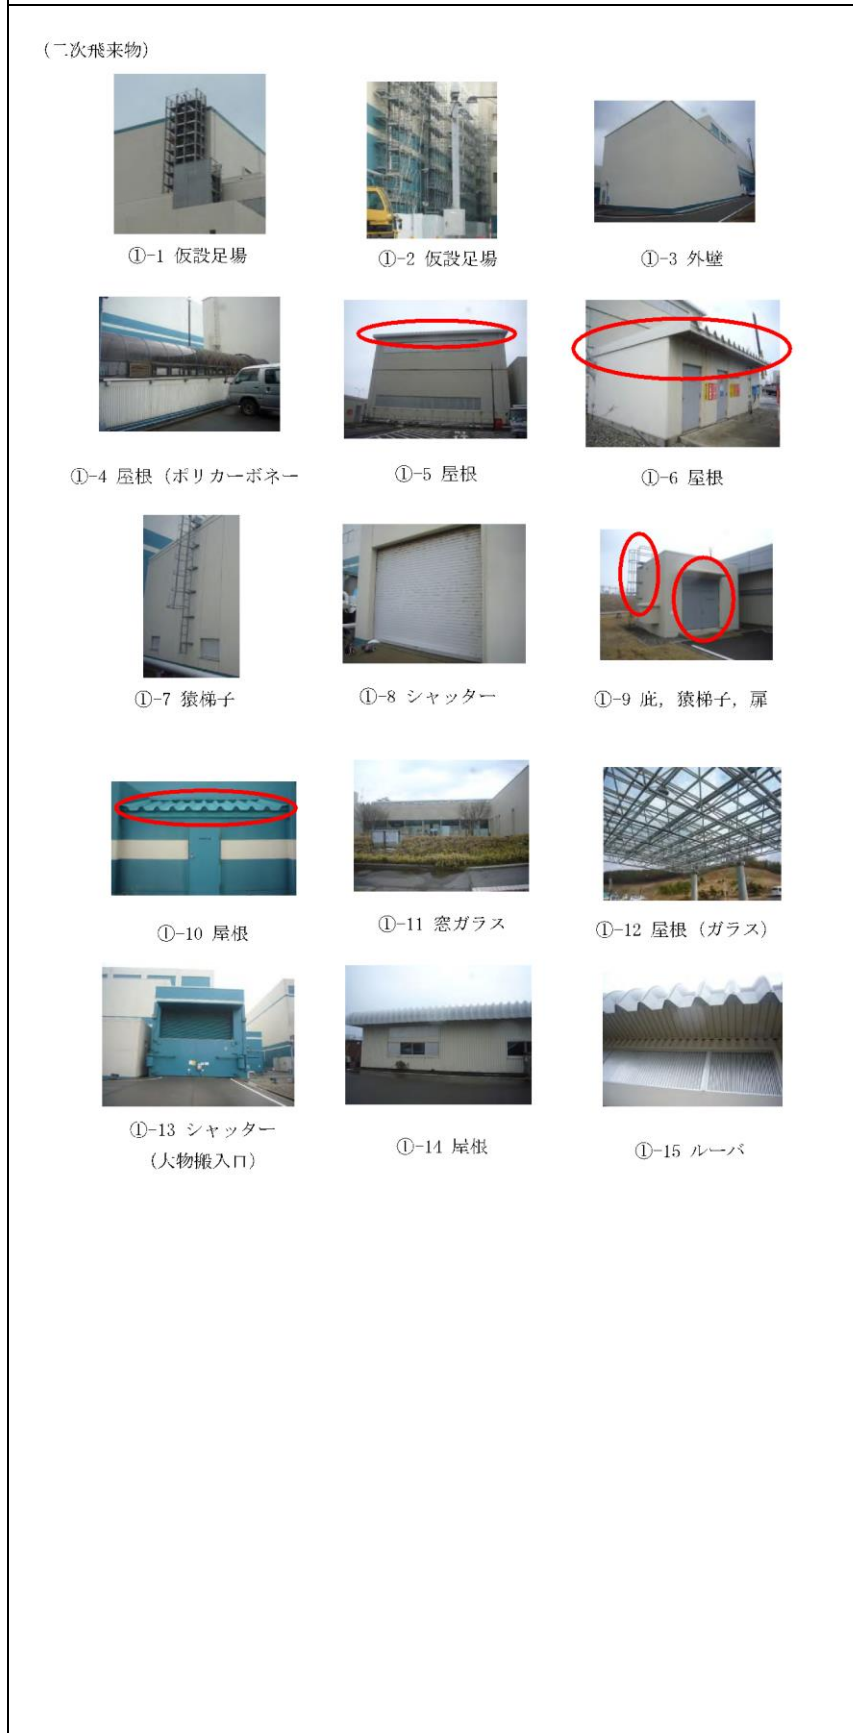 (二次飛来物)
①-1 仮設足場
①-2 仮設足場
①-3 外壁
①-4 屋根 (ポリカーボネー
①-5 屋根
①-6 屋根
①-7 猿梯子
①-8 シャッター
①-9 庇，猿梯子，扉
①-10 屋根
①-11 窓ガラス
①-12 屋根 (ガラス)
①-13 シャッター
(大物搬入口)
①-14 屋根
①-15 ルーバ